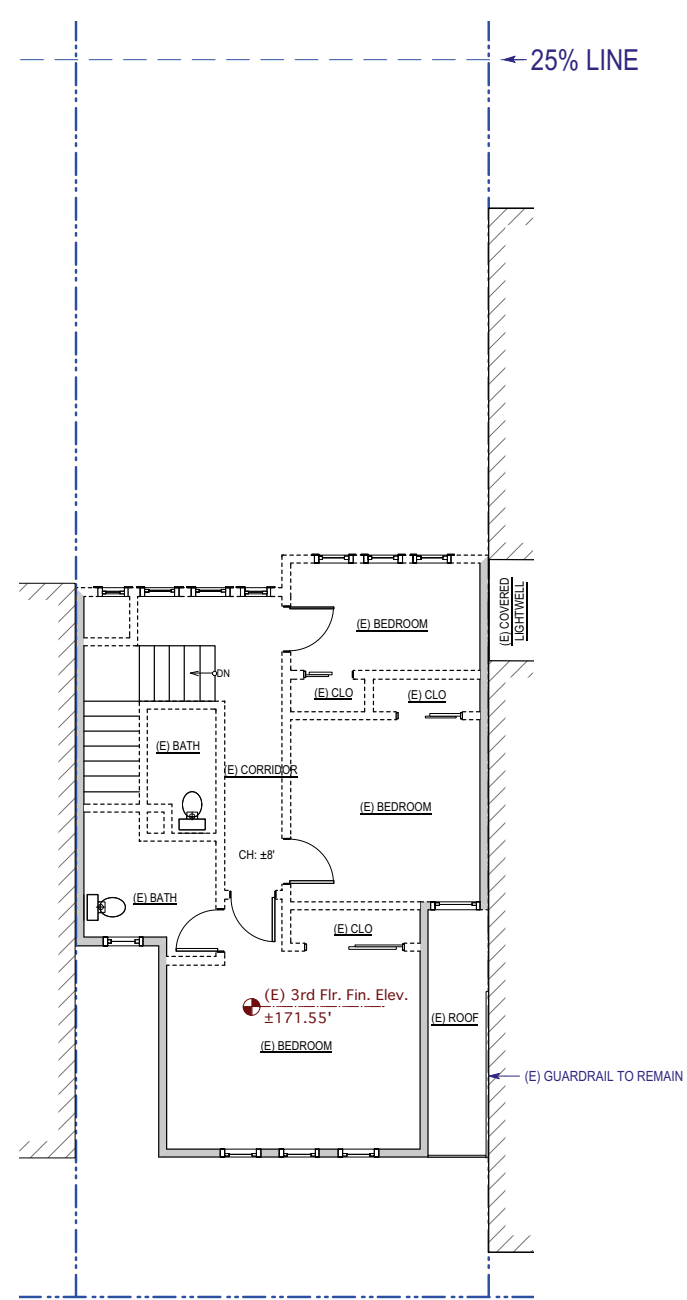 25% LINE
(E) COVERED
LIGHTWELL
(E) BEDROOM
DN
(E) CLO
(E) CLO
(E) BATH
(E) CORRIDOR
(E) BEDROOM
CH: ±8'
(E) BATH
(E) CLO
(E) 3rd Flr. Fin. Elev.
±171.55'
(E) ROOF
(E) BEDROOM
(E) GUARDRAIL TO REMAIN